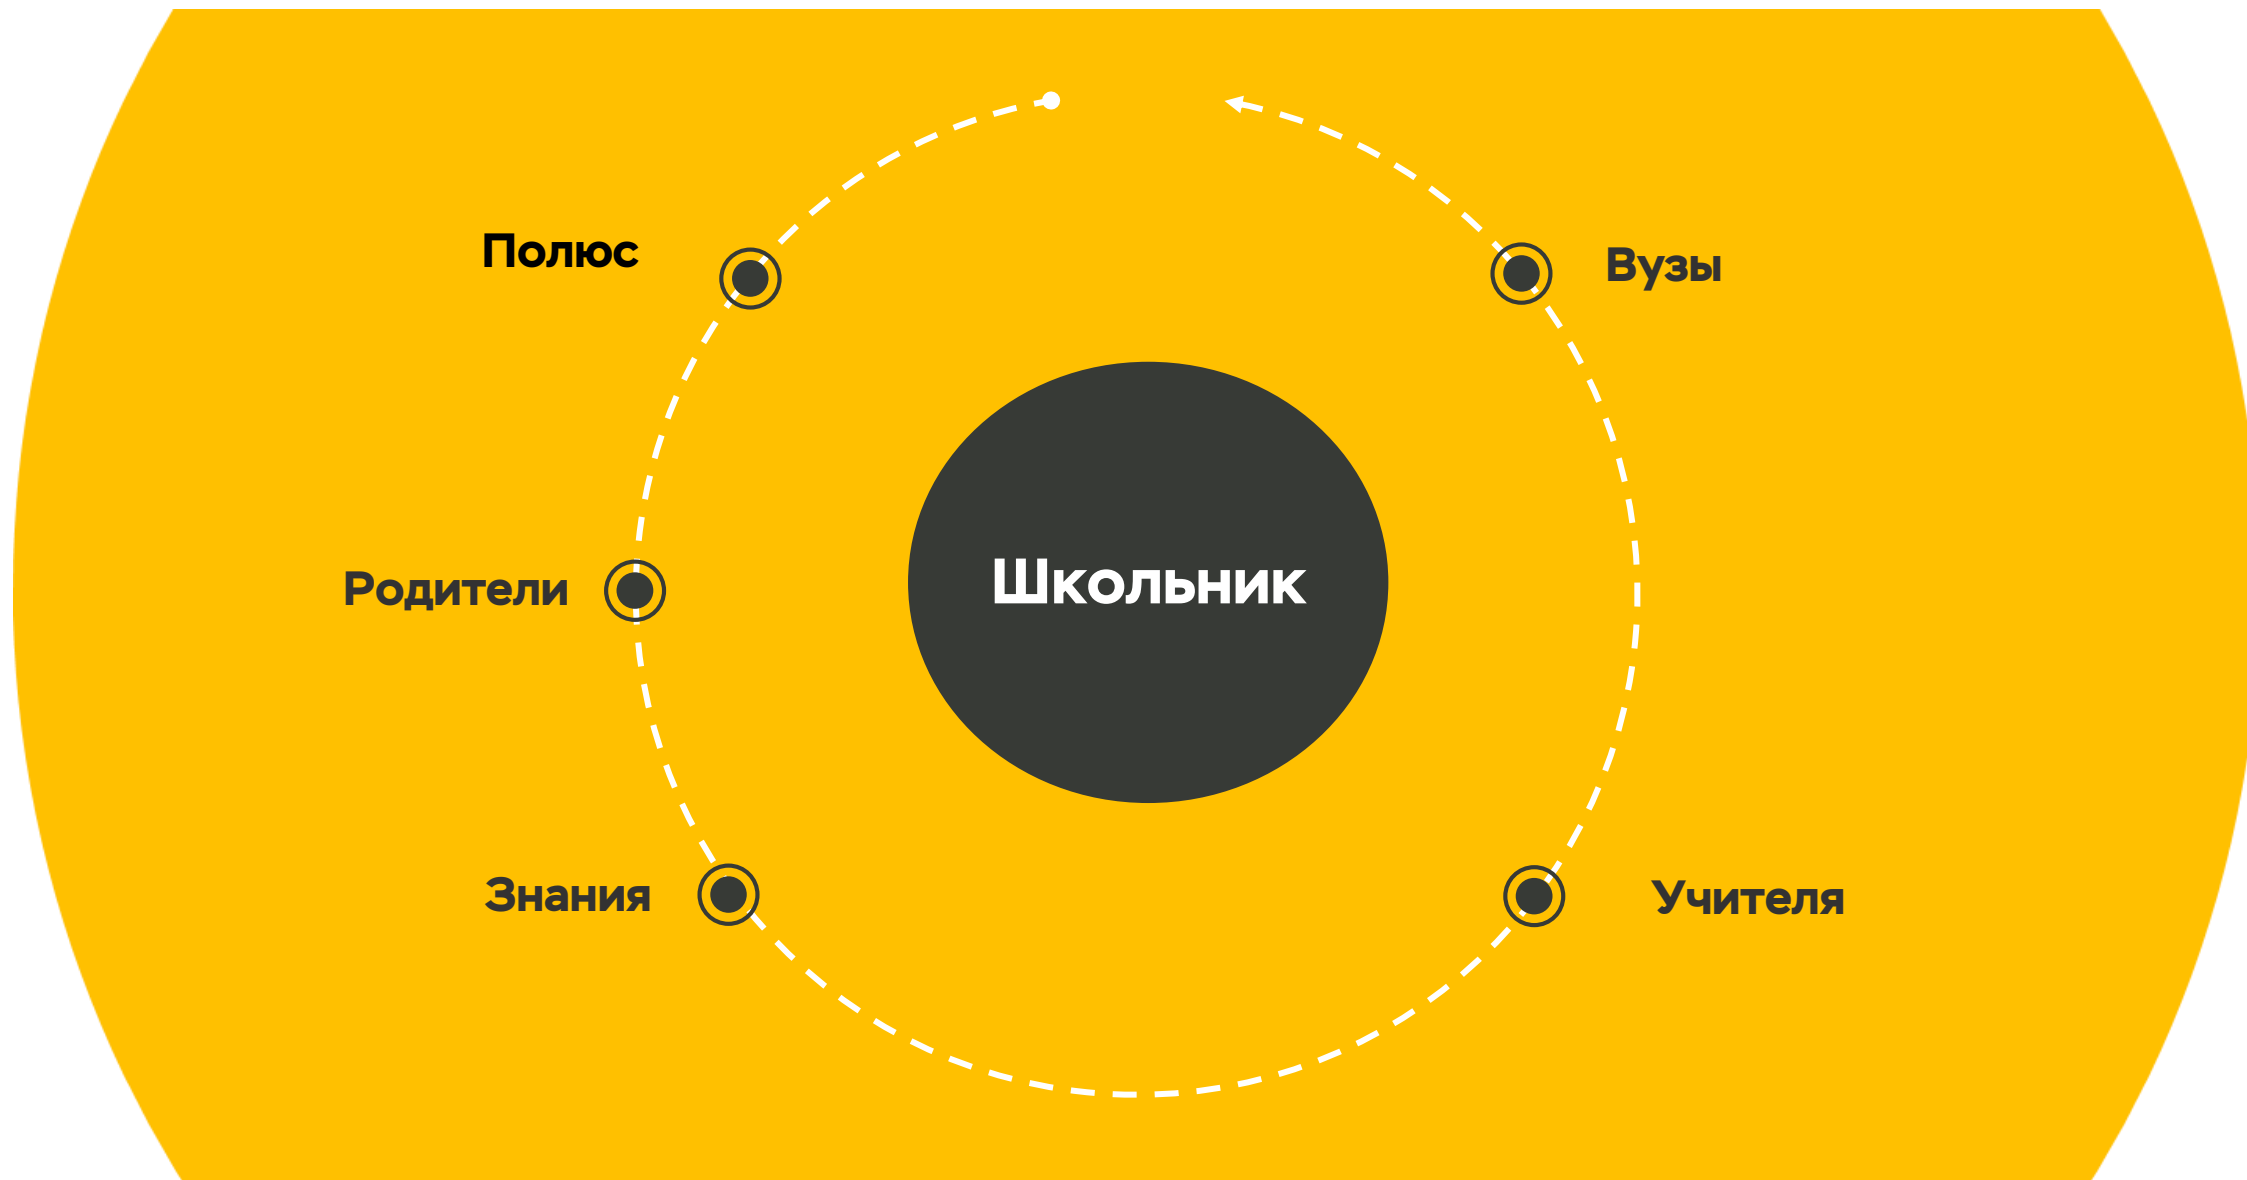 Полюс
Вузы
Школьник
Родители
Знания
Учителя